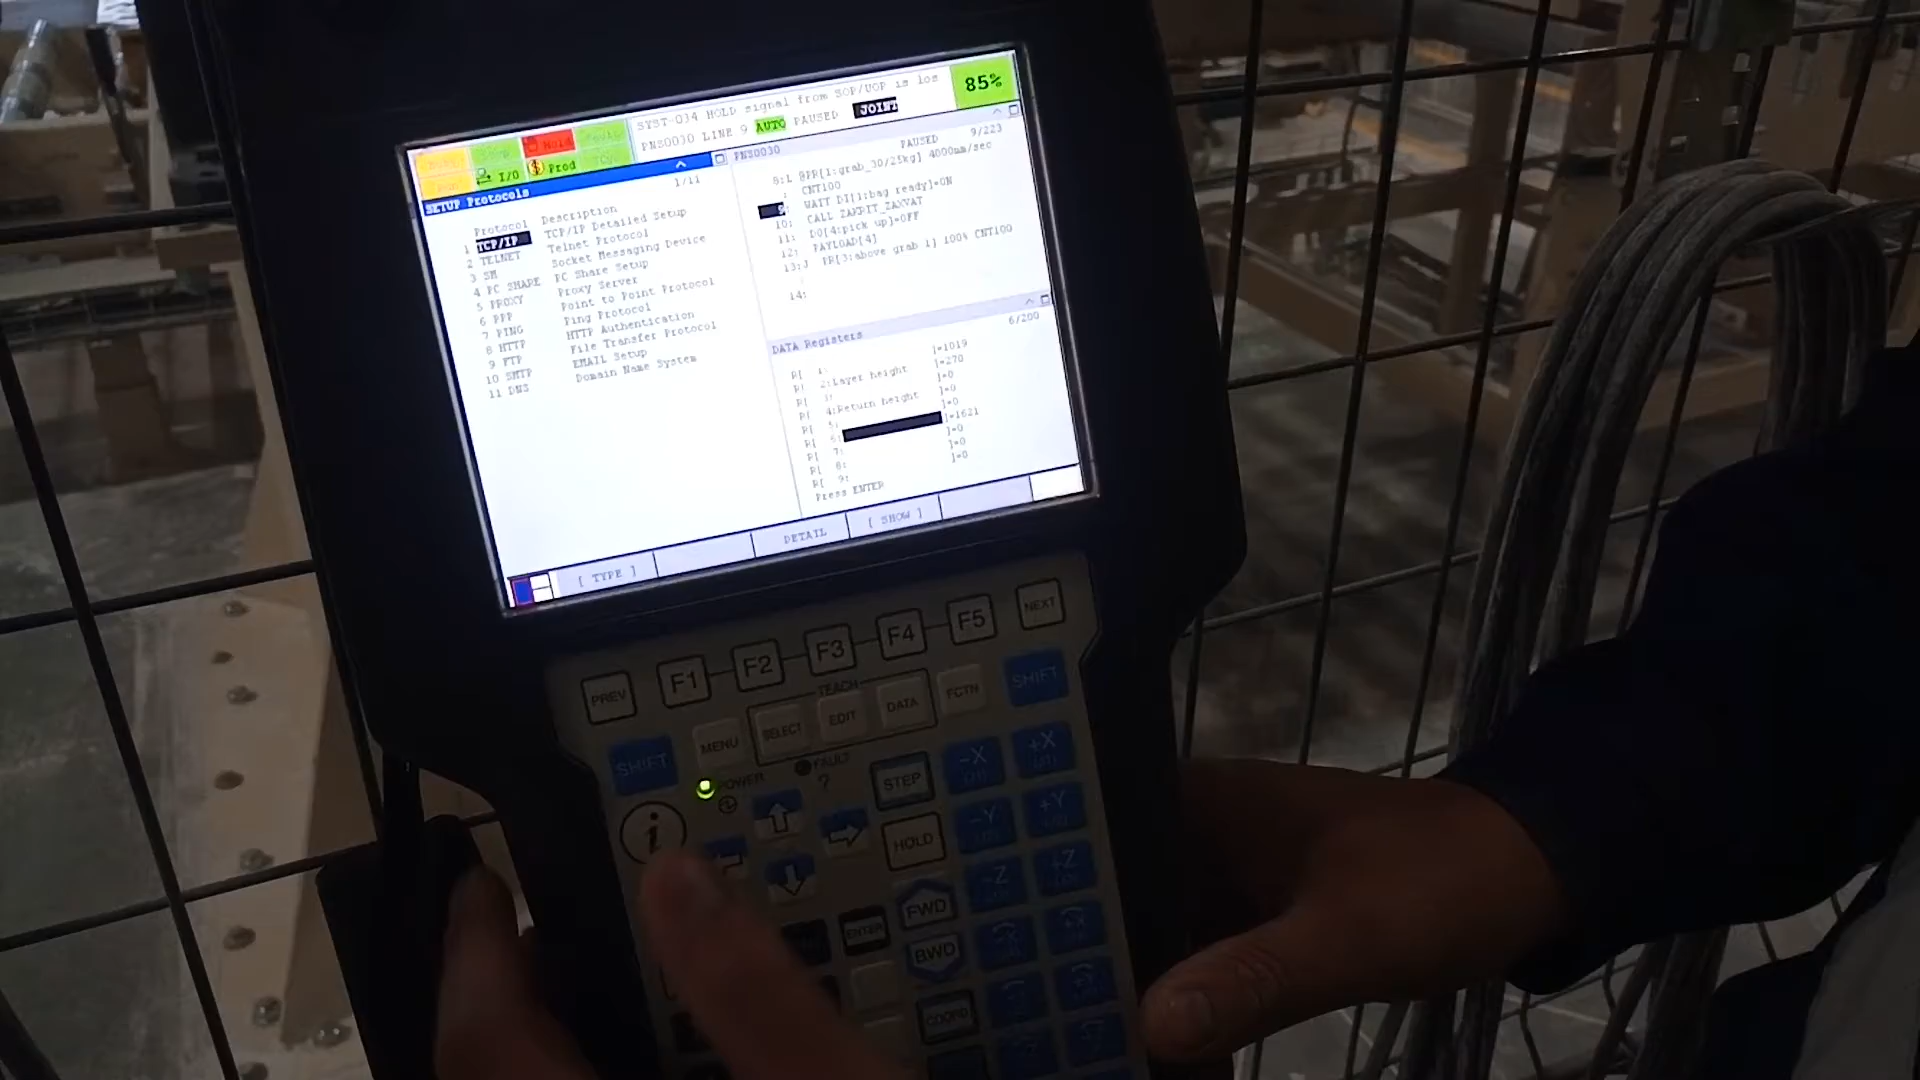 SYST-034 HOLD signal from SOP/UOP is los
PNS0030 LINE 9 AUTO PAUSED JOINT
85%
Hold
I/O Prod
SETUP Protocols
1/11
Protocol Description
1 TCP/IP TCP/IP Detailed Setup
2 TELNET Telnet Protocol
3 SM Socket Messaging Device
4 PC SHARE PC Share Setup
5 PROXY Proxy Server
6 PPP Point to Point Protocol
7 PING Ping Protocol
8 HTTP HTTP Authentication
9 FTP File Transfer Protocol
10 SMTP EMAIL Setup
11 DNS Domain Name System
PNS0030
PAUSED 9/223
8:L @PR[1:grab_30/25kg] 4000mm/sec
: CNT100
9: WAIT DI[1:bag ready]=ON
10: CALL ZAKRIT_ZAXVAT
11: DO[4:pick up]=OFF
12: PAYLOAD[4]
13:J PR[3:above grab 1] 100% CNT100
14:
DATA Registers
6/200
R[ 1: ]=1019
R[ 2:Layer height ]=270
R[ 3: ]=0
R[ 4:Return height ]=0
R[ 5: ]=0
R[ 6: ]=1621
R[ 7: ]=0
R[ 8: ]=0
R[ 9: ]=0
Press ENTER
[ TYPE ] DETAIL [ SHOW ]
PREV F1 F2 F3 F4 F5 NEXT
TEACH
SHIFT MENU SELECT EDIT DATA FCTN SHIFT
POWER FAULT
i ? STEP -X +X
HOLD -Y +Y
-Z +Z
ENTER FWD
BWD
COORD